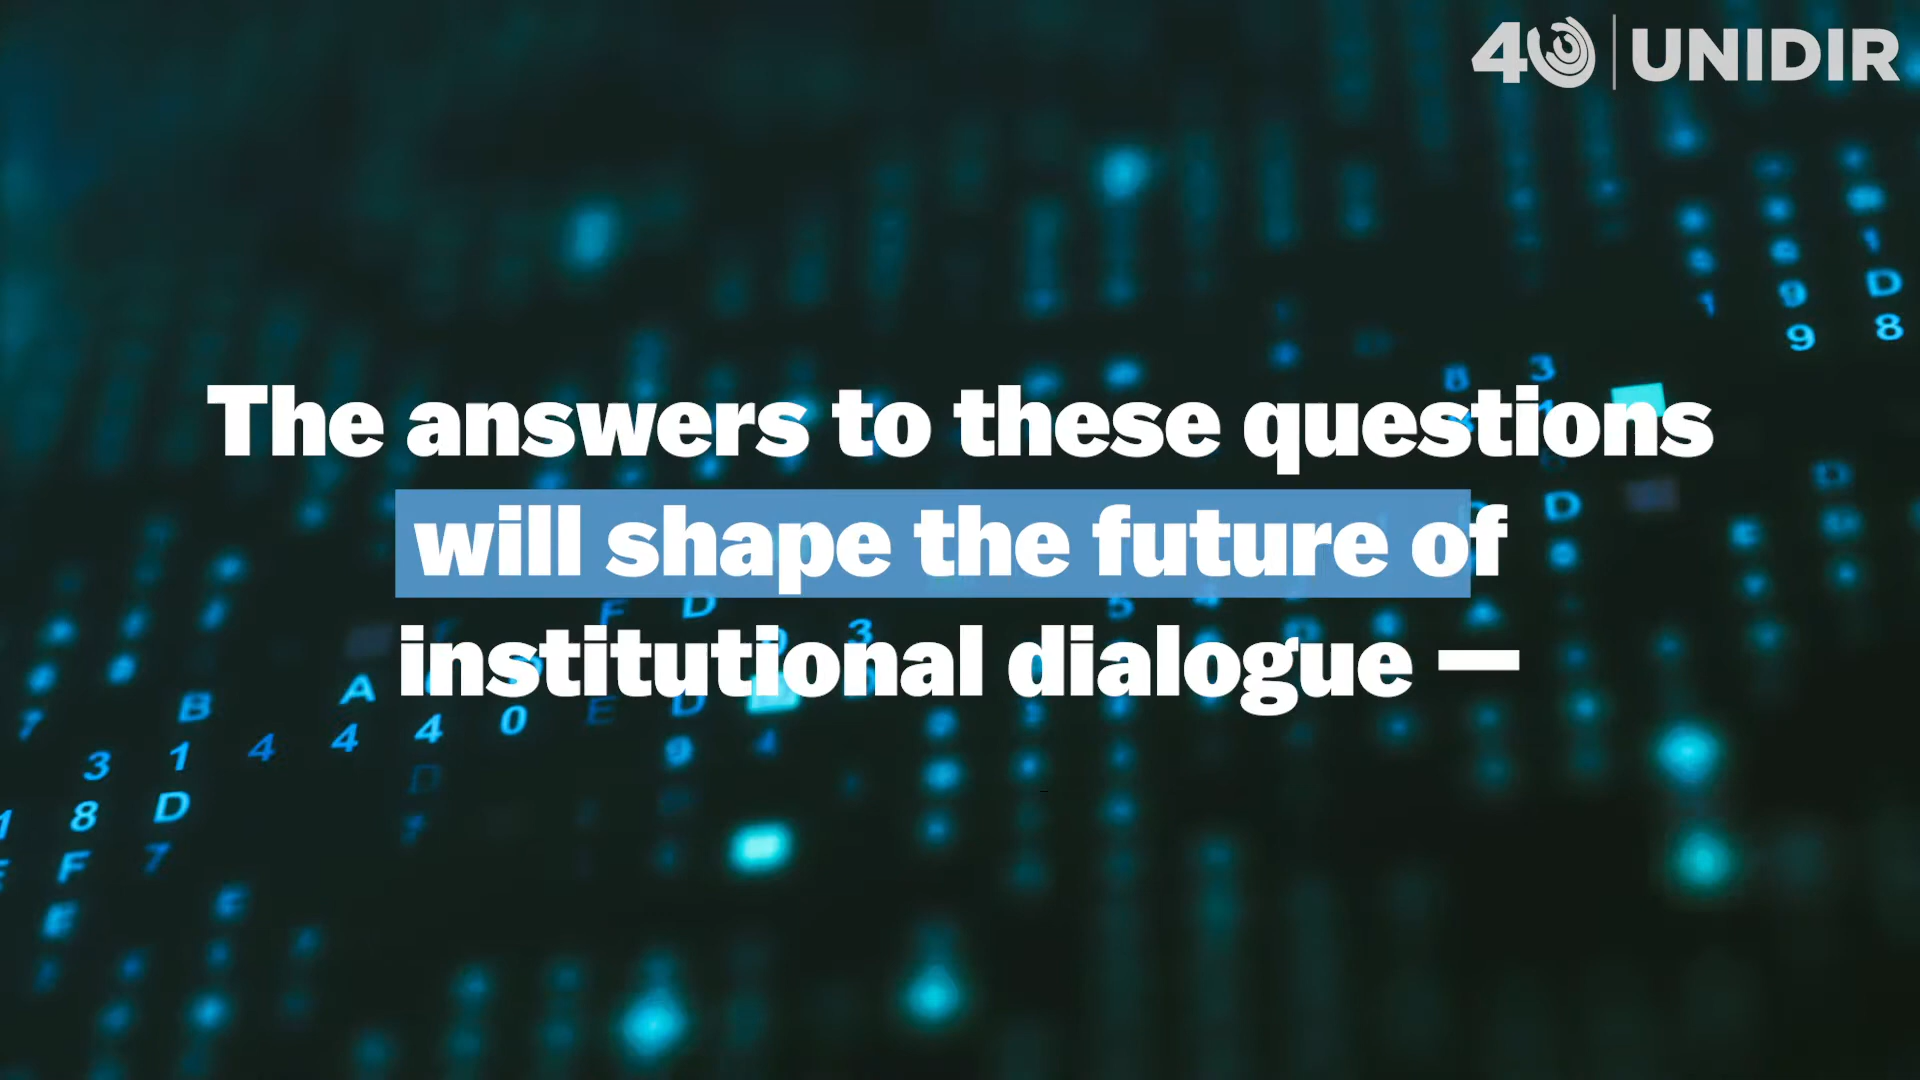 40 | UNIDIR
The answers to these questions
will shape the future of
institutional dialogue —